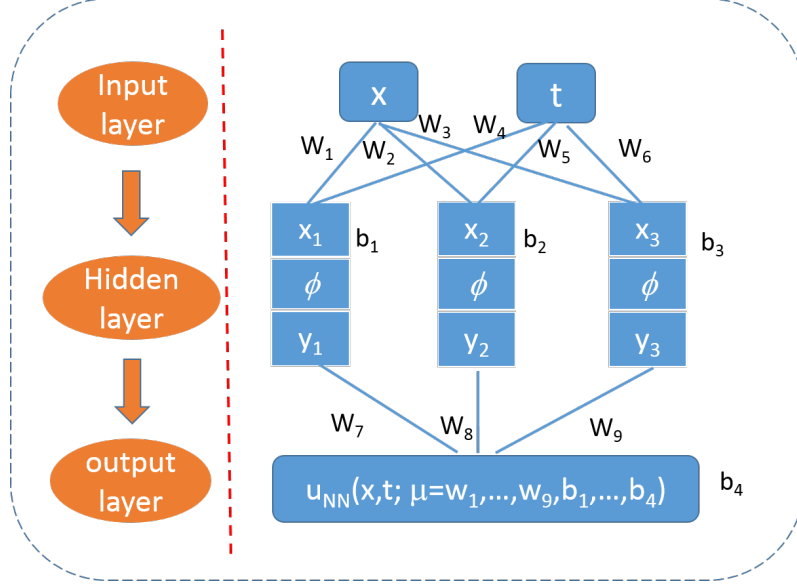 Input
layer
Hidden
layer
output
layer
x t
W₁ W₂ W₃ W₄ W₅ W₆
x₁ b₁ x₂ b₂ x₃ b₃
ϕ ϕ ϕ
y₁ y₂ y₃
W₇ W₈ W₉
u_NN(x,t; μ=w₁,...,w₉,b₁,...,b₄) b₄